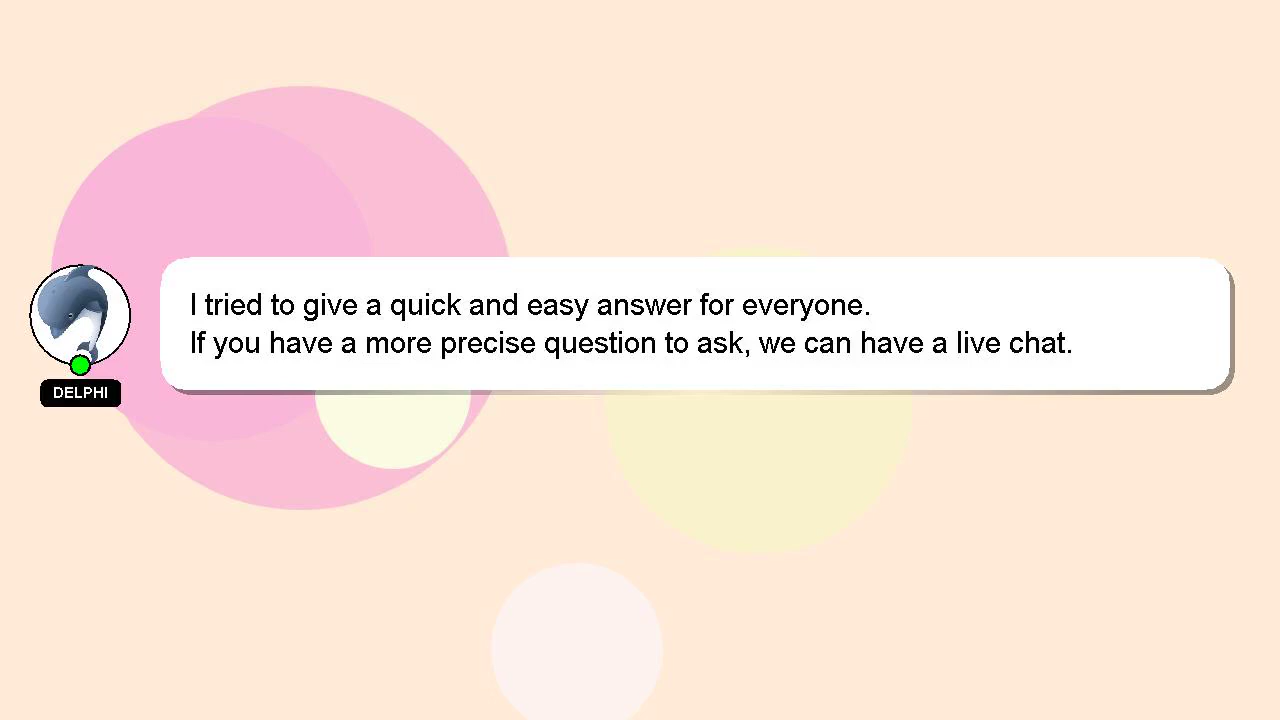 I tried to give a quick and easy answer for everyone.
If you have a more precise question to ask, we can have a live chat.
DELPHI